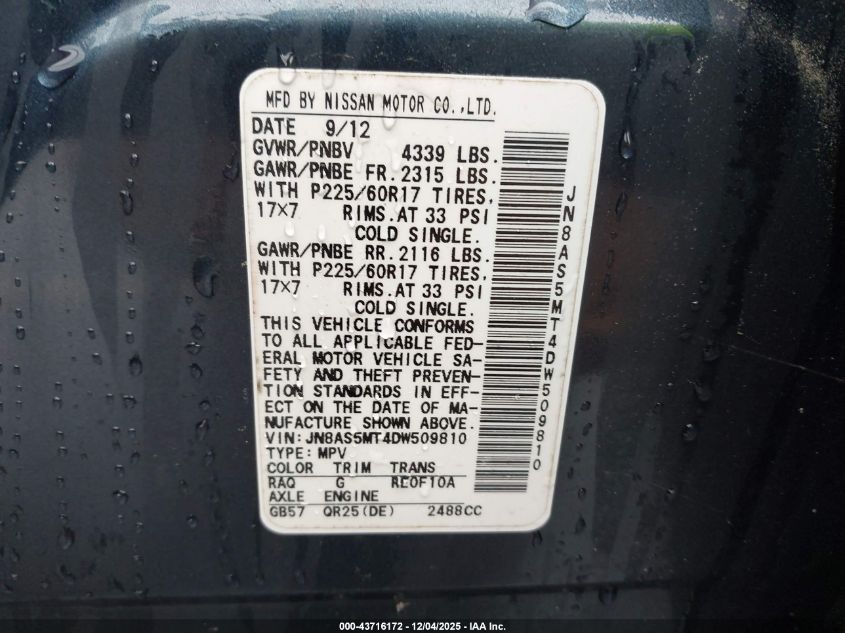 MFD BY NISSAN MOTOR CO.,LTD.
DATE 9/12
GVWR/PNBV 4339 LBS.
GAWR/PNBE FR.2315 LBS.
WITH P225/60R17 TIRES,
17×7 RIMS.AT 33 PSI
COLD SINGLE.
GAWR/PNBE RR.2116 LBS.
WITH P225/60R17 TIRES,
17×7 RIMS.AT 33 PSI
COLD SINGLE.
THIS VEHICLE CONFORMS
TO ALL APPLICABLE FED-
ERAL MOTOR VEHICLE SA-
FETY AND THEFT PREVEN-
TION STANDARDS IN EFF-
ECT ON THE DATE OF MA-
NUFACTURE SHOWN ABOVE.
VIN: JN8AS5MT4DW509810
TYPE: MPV
COLOR TRIM TRANS
RAQ G RE0F10A
AXLE ENGINE
GB57 QR25(DE) 2488CC
JN8AS5MT4DW509810
000-43716172 - 12/04/2025 - IAA Inc.